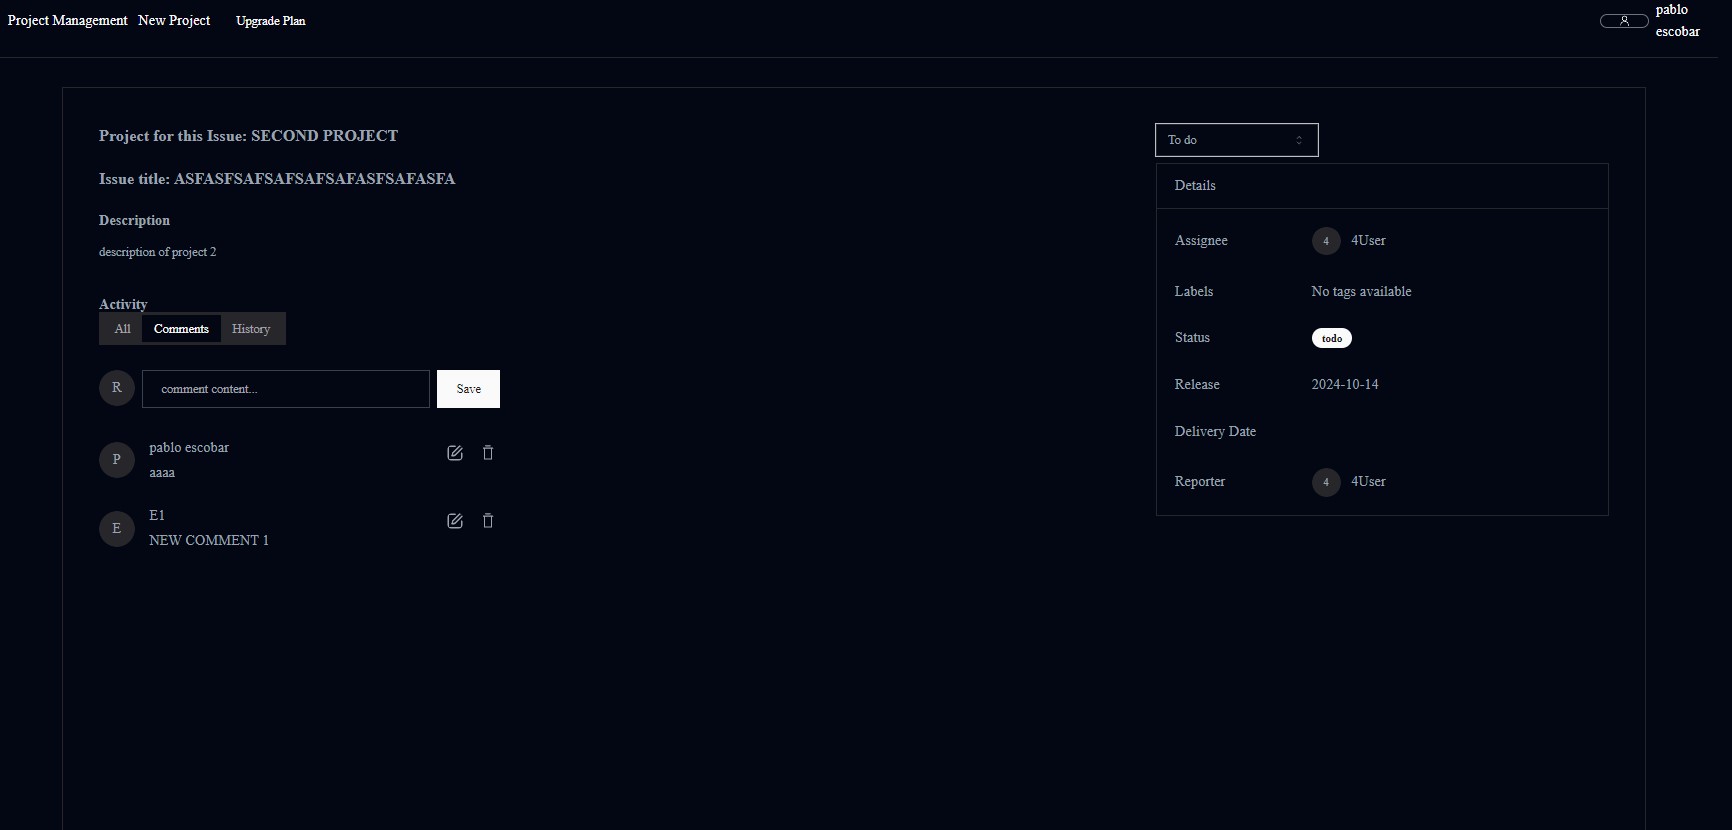 Project Management New Project Upgrade Plan
pablo
escobar
Project for this Issue: SECOND PROJECT
Issue title: ASFASFSAFSAFSAFSAFASFSAFASFA
Description
description of project 2
Activity
All Comments History
R comment content... Save
P pablo escobar
aaaa
E E1
NEW COMMENT 1
To do
Details
Assignee 4 4User
Labels No tags available
Status todo
Release 2024-10-14
Delivery Date
Reporter 4 4User